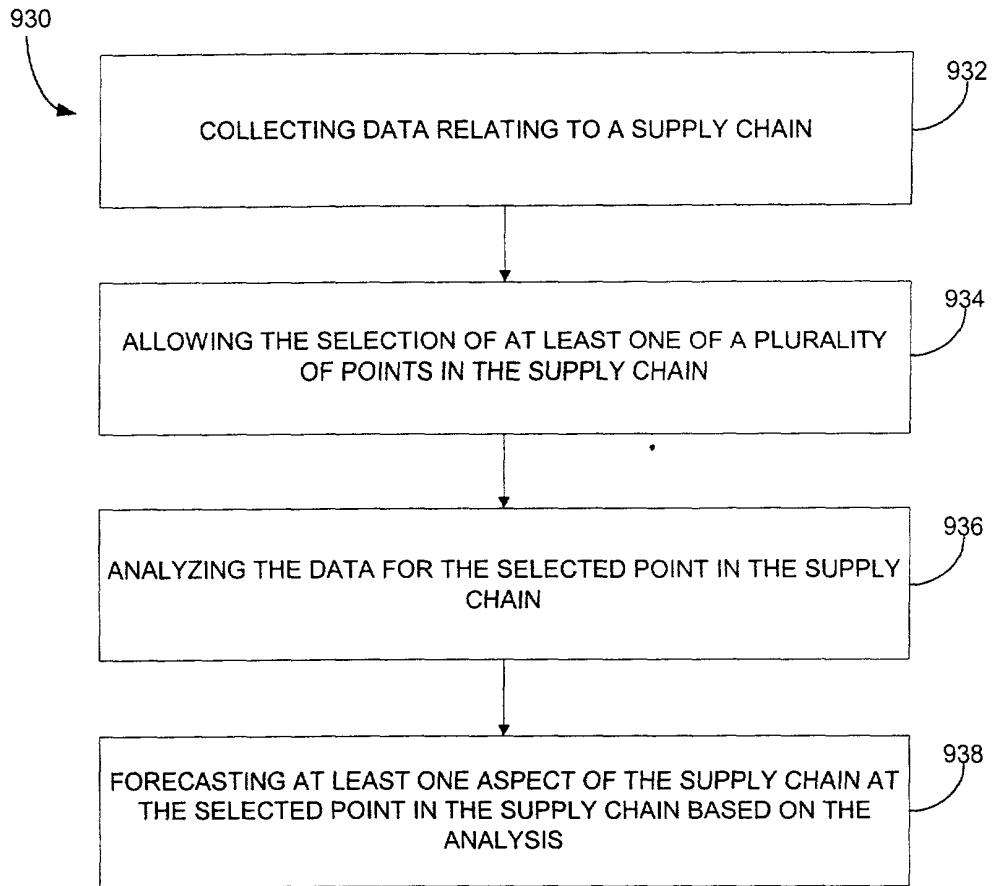 930
932
COLLECTING DATA RELATING TO A SUPPLY CHAIN
934
ALLOWING THE SELECTION OF AT LEAST ONE OF A PLURALITY
OF POINTS IN THE SUPPLY CHAIN
936
ANALYZING THE DATA FOR THE SELECTED POINT IN THE SUPPLY
CHAIN
938
FORECASTING AT LEAST ONE ASPECT OF THE SUPPLY CHAIN AT
THE SELECTED POINT IN THE SUPPLY CHAIN BASED ON THE
ANALYSIS